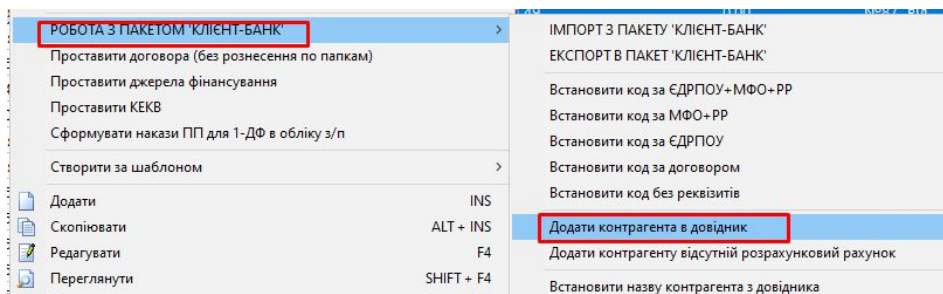 РОБОТА З ПАКЕТОМ 'КЛІЄНТ-БАНК'
Проставити договора (без рознесення по папкам)
Проставити джерела фінансування
Проставити КЕКВ
Сформувати накази ПП для 1-ДФ в обліку з/п
Створити за шаблоном
Додати INS
Скопіювати ALT + INS
Редагувати F4
Переглянути SHIFT + F4
ІМПОРТ З ПАКЕТУ 'КЛІЄНТ-БАНК'
ЕКСПОРТ В ПАКЕТ 'КЛІЄНТ-БАНК'
Встановити код за ЄДРПОУ+МФО+РР
Встановити код за МФО+РР
Встановити код за ЄДРПОУ
Встановити код за договором
Встановити код без реквізитів
Додати контрагента в довідник
Додати контрагенту відсутній розрахунковий рахунок
Встановити назву контрагента з довідника